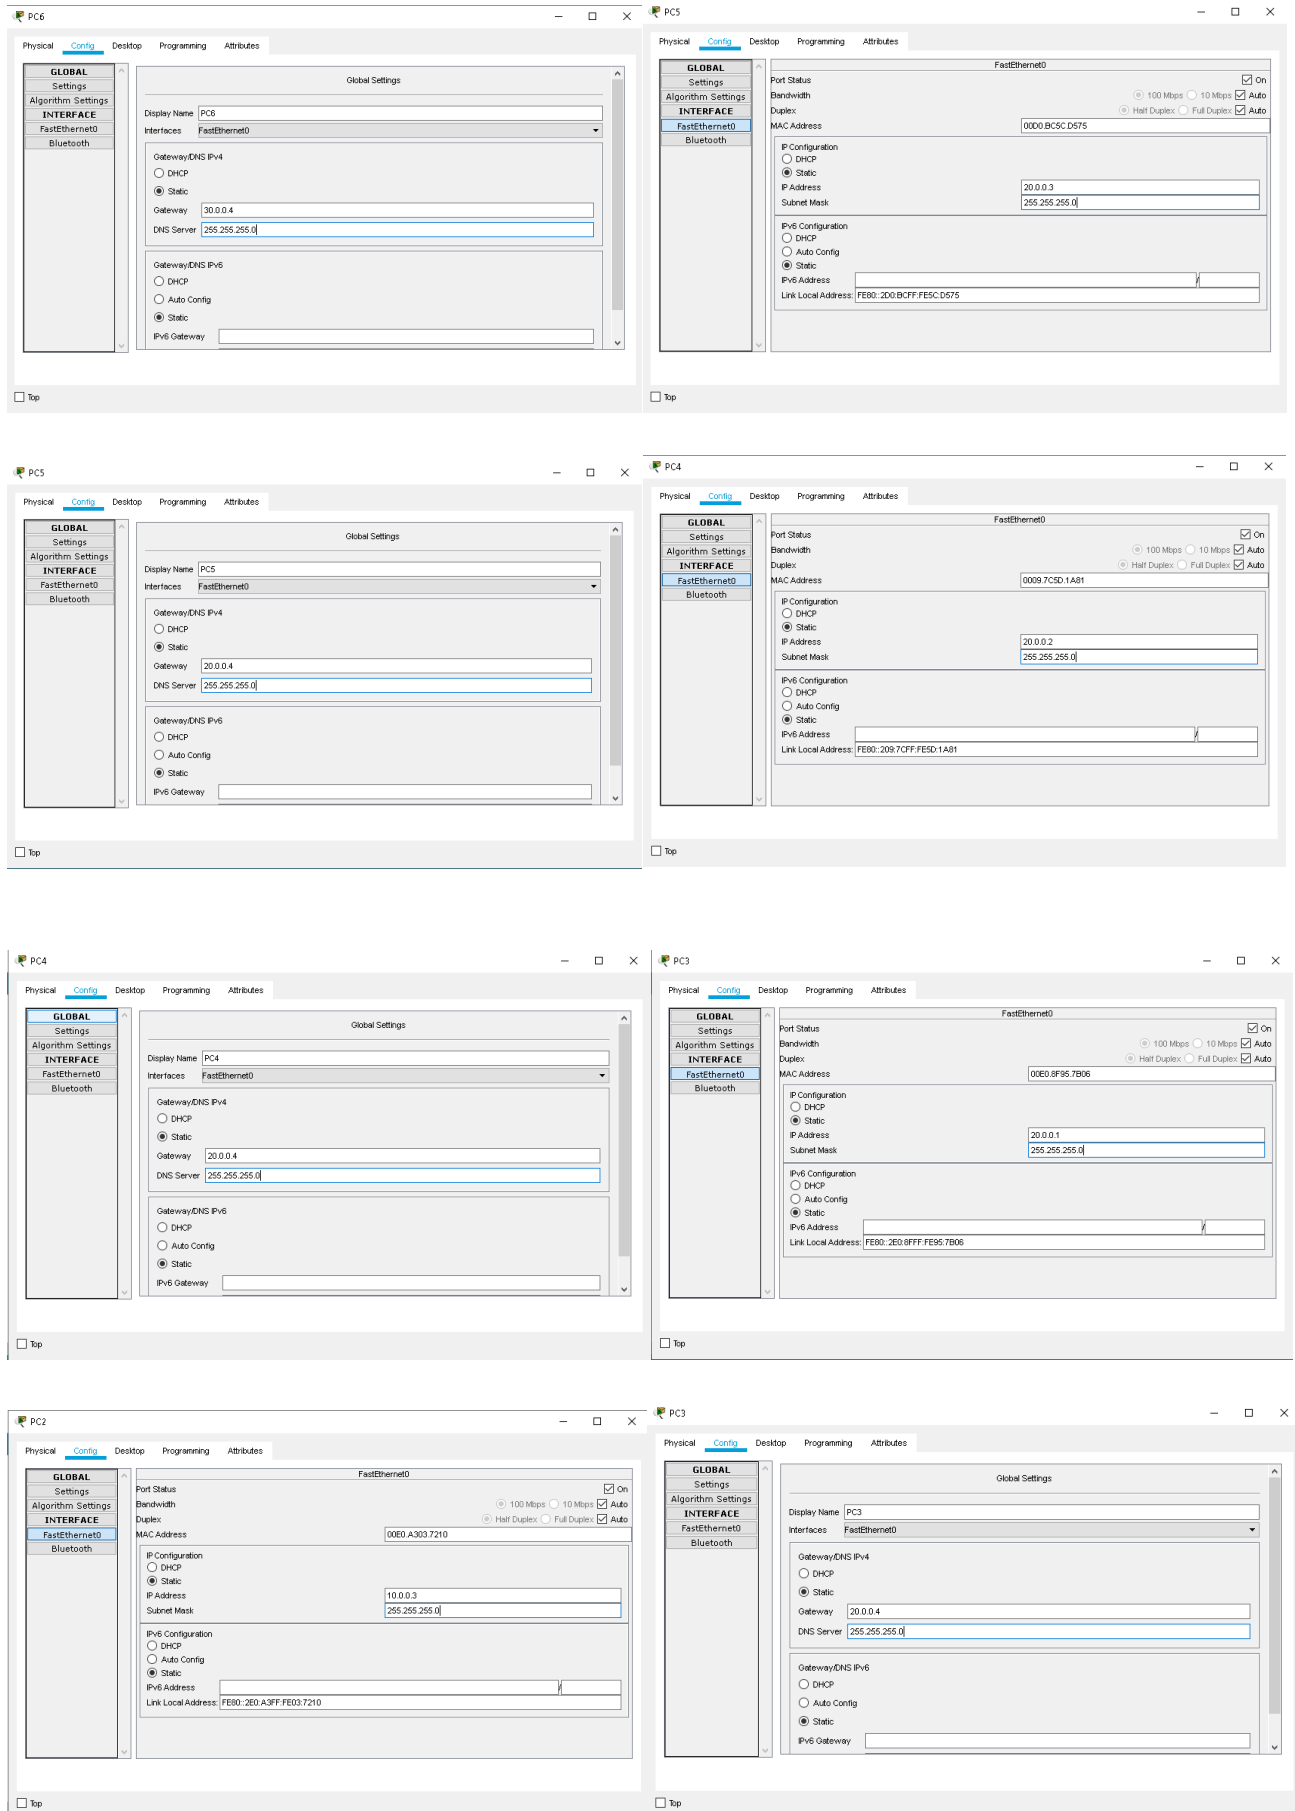 PC6
Physical Config Desktop Programming Attributes
GLOBAL
Settings
Algorithm Settings
INTERFACE
FastEthernet0
Bluetooth
Global Settings
Display Name PC6
Interfaces FastEthernet0
Gateway/DNS IPv4
DHCP
Static
Gateway 30.0.0.4
DNS Server 255.255.255.0
Gateway/DNS IPv6
DHCP
Auto Config
Static
IPv6 Gateway
Top
PC5
Physical Config Desktop Programming Attributes
GLOBAL
Settings
Algorithm Settings
INTERFACE
FastEthernet0
Bluetooth
FastEthernet0
Port Status On
Bandwidth 100 Mbps 10 Mbps Auto
Duplex Half Duplex Full Duplex Auto
MAC Address 00D0.BC5C.D575
IP Configuration
DHCP
Static
IP Address 20.0.0.3
Subnet Mask 255.255.255.0
IPv6 Configuration
DHCP
Auto Config
Static
IPv6 Address /
Link Local Address: FE80::2D0:BCFF:FE5C:D575
Top
PC5
Physical Config Desktop Programming Attributes
GLOBAL
Settings
Algorithm Settings
INTERFACE
FastEthernet0
Bluetooth
Global Settings
Display Name PC5
Interfaces FastEthernet0
Gateway/DNS IPv4
DHCP
Static
Gateway 20.0.0.4
DNS Server 255.255.255.0
Gateway/DNS IPv6
DHCP
Auto Config
Static
IPv6 Gateway
Top
PC4
Physical Config Desktop Programming Attributes
GLOBAL
Settings
Algorithm Settings
INTERFACE
FastEthernet0
Bluetooth
FastEthernet0
Port Status On
Bandwidth 100 Mbps 10 Mbps Auto
Duplex Half Duplex Full Duplex Auto
MAC Address 0009.7C5D.1A81
IP Configuration
DHCP
Static
IP Address 20.0.0.2
Subnet Mask 255.255.255.0
IPv6 Configuration
DHCP
Auto Config
Static
IPv6 Address /
Link Local Address: FE80::209:7CFF:FE5D:1A81
Top
PC4
Physical Config Desktop Programming Attributes
GLOBAL
Settings
Algorithm Settings
INTERFACE
FastEthernet0
Bluetooth
Global Settings
Display Name PC4
Interfaces FastEthernet0
Gateway/DNS IPv4
DHCP
Static
Gateway 20.0.0.4
DNS Server 255.255.255.0
Gateway/DNS IPv6
DHCP
Auto Config
Static
IPv6 Gateway
Top
PC3
Physical Config Desktop Programming Attributes
GLOBAL
Settings
Algorithm Settings
INTERFACE
FastEthernet0
Bluetooth
FastEthernet0
Port Status On
Bandwidth 100 Mbps 10 Mbps Auto
Duplex Half Duplex Full Duplex Auto
MAC Address 00E0.8F95.7B06
IP Configuration
DHCP
Static
IP Address 20.0.0.1
Subnet Mask 255.255.255.0
IPv6 Configuration
DHCP
Auto Config
Static
IPv6 Address /
Link Local Address: FE80::2E0:8FFF:FE95:7B06
Top
PC2
Physical Config Desktop Programming Attributes
GLOBAL
Settings
Algorithm Settings
INTERFACE
FastEthernet0
Bluetooth
FastEthernet0
Port Status On
Bandwidth 100 Mbps 10 Mbps Auto
Duplex Half Duplex Full Duplex Auto
MAC Address 00E0.A303.7210
IP Configuration
DHCP
Static
IP Address 10.0.0.3
Subnet Mask 255.255.255.0
IPv6 Configuration
DHCP
Auto Config
Static
IPv6 Address /
Link Local Address: FE80::2E0:A3FF:FE03:7210
Top
PC3
Physical Config Desktop Programming Attributes
GLOBAL
Settings
Algorithm Settings
INTERFACE
FastEthernet0
Bluetooth
Global Settings
Display Name PC3
Interfaces FastEthernet0
Gateway/DNS IPv4
DHCP
Static
Gateway 20.0.0.4
DNS Server 255.255.255.0
Gateway/DNS IPv6
DHCP
Auto Config
Static
IPv6 Gateway
Top